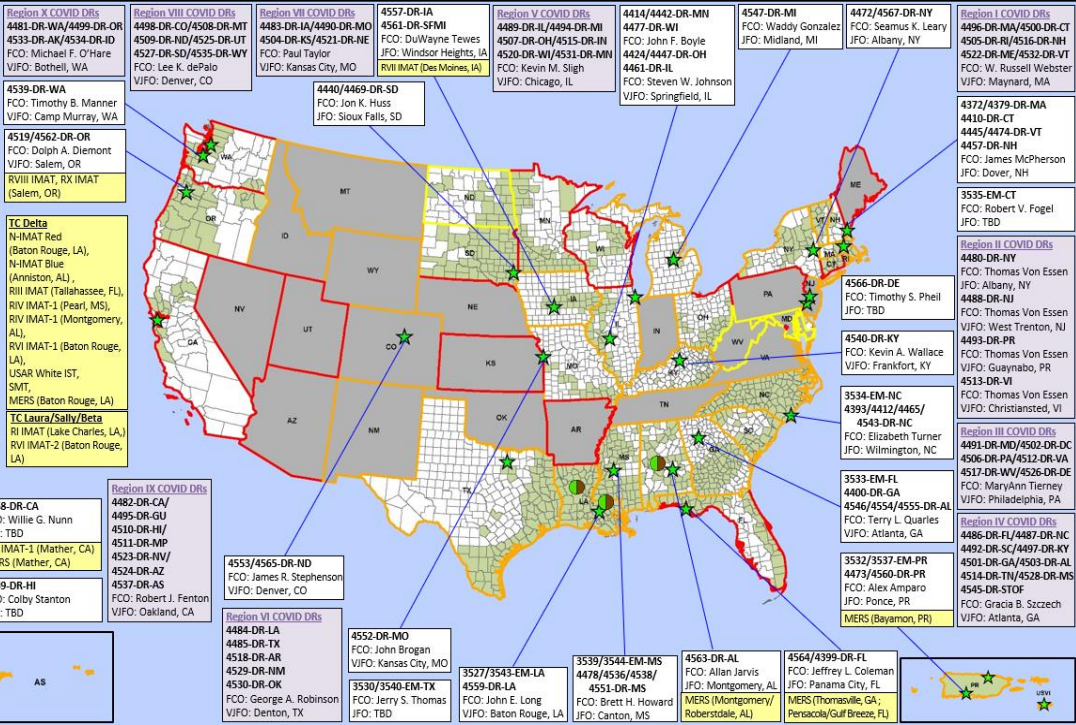 Region X COVID DRs
4481-DR-WA/4499-DR-OR
4533-DR-AK/4534-DR-ID
FCO: Michael F. O'Hare
VJFO: Bothell, WA
Region VIII COVID DRs
4498-DR-CO/4508-DR-MT
4509-DR-ND/4525-DR-UT
4527-DR-SD/4535-DR-WY
FCO: Lee K. dePalo
VJFO: Denver, CO
Region VII COVID DRs
4483-DR-IA/4490-DR-MO
4504-DR-KS/4521-DR-NE
FCO: Paul Taylor
VJFO: Kansas City, MO
4557-DR-IA
4561-DR-SFMI
FCO: DuWayne Tewes
JFO: Windsor Heights, IA
RVII IMAT (Des Moines, IA)
Region V COVID DRs
4489-DR-IL/4494-DR-MI
4507-DR-OH/4515-DR-IN
4520-DR-WI/4531-DR-MN
FCO: Kevin M. Sligh
VJFO: Chicago, IL
4414/4442-DR-MN
4477-DR-WI
FCO: John F. Boyle
4424/4447-DR-OH
4461-DR-IL
FCO: Steven W. Johnson
VJFO: Springfield, IL
4547-DR-MI
FCO: Waddy Gonzalez
JFO: Midland, MI
4472/4567-DR-NY
FCO: Seamus K. Leary
JFO: Albany, NY
Region I COVID DRs
4496-DR-MA/4500-DR-CT
4505-DR-RI/4516-DR-NH
4522-DR-ME/4532-DR-VT
FCO: W. Russell Webster
VJFO: Maynard, MA
4539-DR-WA
FCO: Timothy B. Manner
VJFO: Camp Murray, WA
4440/4469-DR-SD
FCO: Jon K. Huss
JFO: Sioux Falls, SD
4372/4379-DR-MA
4410-DR-CT
4445/4474-DR-VT
4457-DR-NH
FCO: James McPherson
JFO: Dover, NH
4519/4562-DR-OR
FCO: Dolph A. Diemont
VJFO: Salem, OR
RVIII IMAT, RX IMAT
(Salem, OR)
3535-EM-CT
FCO: Robert V. Fogel
JFO: TBD
TC Delta
N-IMAT Red
(Baton Rouge, LA),
N-IMAT Blue
(Anniston, AL) ,
RIII IMAT (Tallahassee, FL),
RIV IMAT-1 (Pearl, MS),
RIV IMAT-1 (Montgomery,
AL),
RVI IMAT-1 (Baton Rouge,
LA),
USAR White IST,
SMT,
MERS (Baton Rouge, LA)
TC Laura/Sally/Beta
RI IMAT (Lake Charles, LA,)
RVI IMAT-2 (Baton Rouge,
LA)
Region II COVID DRs
4480-DR-NY
FCO: Thomas Von Essen
JFO: Albany, NY
4488-DR-NJ
FCO: Thomas Von Essen
VJFO: West Trenton, NJ
4493-DR-PR
FCO: Thomas Von Essen
VJFO: Guaynabo, PR
4513-DR-VI
FCO: Thomas Von Essen
VJFO: Christiansted, VI
4566-DR-DE
FCO: Timothy S. Pheil
JFO: TBD
4540-DR-KY
FCO: Kevin A. Wallace
VJFO: Frankfort, KY
3534-EM-NC
4393/4412/4465/
4543-DR-NC
FCO: Elizabeth Turner
JFO: Wilmington, NC
Region III COVID DRs
4491-DR-MD/4502-DR-DC
4506-DR-PA/4512-DR-VA
4517-DR-WV/4526-DR-DE
FCO: MaryAnn Tierney
VJFO: Philadelphia, PA
3533-EM-FL
4400-DR-GA
4546/4554/4555-DR-AL
FCO: Terry L. Quarles
VJFO: Atlanta, GA
Region IV COVID DRs
4486-DR-FL/4487-DR-NC
4492-DR-SC/4497-DR-KY
4501-DR-GA/4503-DR-AL
4514-DR-TN/4528-DR-MS
4545-DR-STOF
FCO: Gracia B. Szczech
VJFO: Atlanta, GA
3532/3537-EM-PR
4473/4560-DR-PR
FCO: Alex Amparo
JFO: Ponce, PR
MERS (Bayamon, PR)
8-DR-CA
: Willie G. Nunn
: TBD
IMAT-1 (Mather, CA)
RS (Mather, CA)
9-DR-HI
: Colby Stanton
: TBD
Region IX COVID DRs
4482-DR-CA/
4495-DR-GU
4510-DR-HI/
4511-DR-MP
4523-DR-NV/
4524-DR-AZ
4537-DR-AS
FCO: Robert J. Fenton
VJFO: Oakland, CA
4553/4565-DR-ND
FCO: James R. Stephenson
VJFO: Denver, CO
Region VI COVID DRs
4484-DR-LA
4485-DR-TX
4518-DR-AR
4529-DR-NM
4530-DR-OK
FCO: George A. Robinson
VJFO: Denton, TX
4552-DR-MO
FCO: John Brogan
VJFO: Kansas City, MO
3530/3540-EM-TX
FCO: Jerry S. Thomas
JFO: TBD
3527/3543-EM-LA
4559-DR-LA
FCO: John E. Long
VJFO: Baton Rouge, LA
3539/3544-EM-MS
4478/4536/4538/
4551-DR-MS
FCO: Brett H. Howard
JFO: Canton, MS
4563-DR-AL
FCO: Allan Jarvis
JFO: Montgomery, AL
MERS (Montgomery/
Roberstdale, AL)
4564/4399-DR-FL
FCO: Jeffrey L. Coleman
JFO: Panama City, FL
MERS (Thomasville, GA ;
Pensacola/Gulf Breeze, FL)
WA
MT
ND
MN
ME
OR
ID
SD
WI
VT
NH
NY
MA
CT
RI
WY
NV
NE
IA
PA
NJ
UT
CO
KS
MO
IL
IN
OH
MD
WV
VA
KY
CA
AZ
NM
OK
AR
TN
NC
SC
TX
MS
GA
LA
FL
AS
PR
USVI